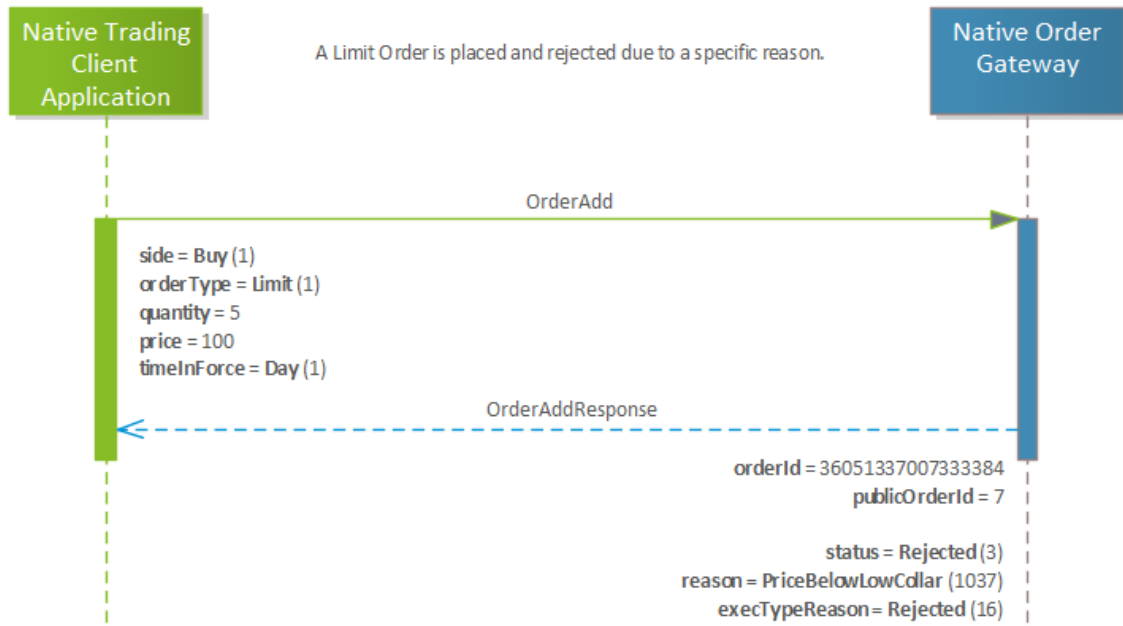 Native Trading
Client
Application
A Limit Order is placed and rejected due to a specific reason.
Native Order
Gateway
OrderAdd
side = Buy (1)
orderType = Limit (1)
quantity = 5
price = 100
timeInForce = Day (1)
OrderAddResponse
orderId = 36051337007333384
publicOrderId = 7
status = Rejected (3)
reason = PriceBelowLowCollar (1037)
execTypeReason = Rejected (16)